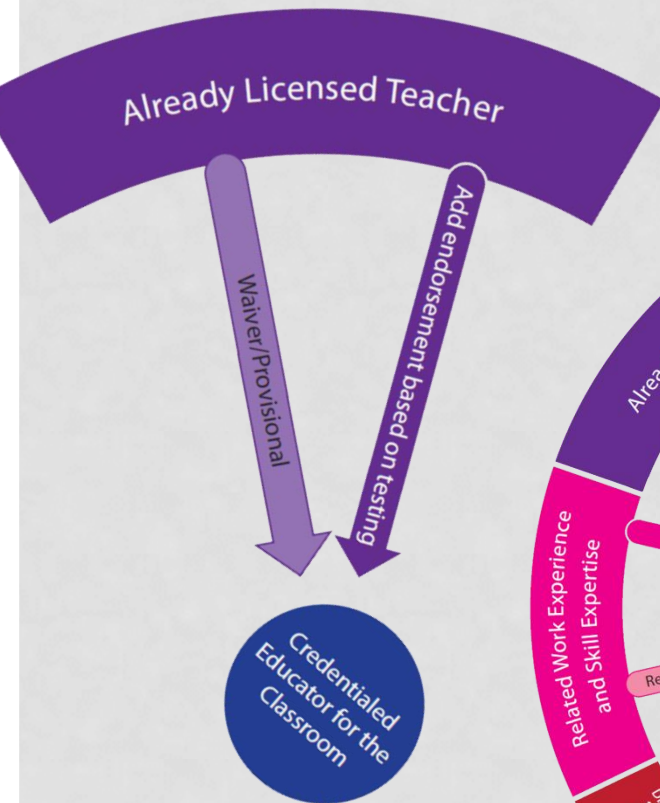 Already Licensed Teacher
Waiver/Provisional
Add endorsement based on testing
Credentialed
Educator for the
Classroom
Related Work Experience
and Skill Expertise